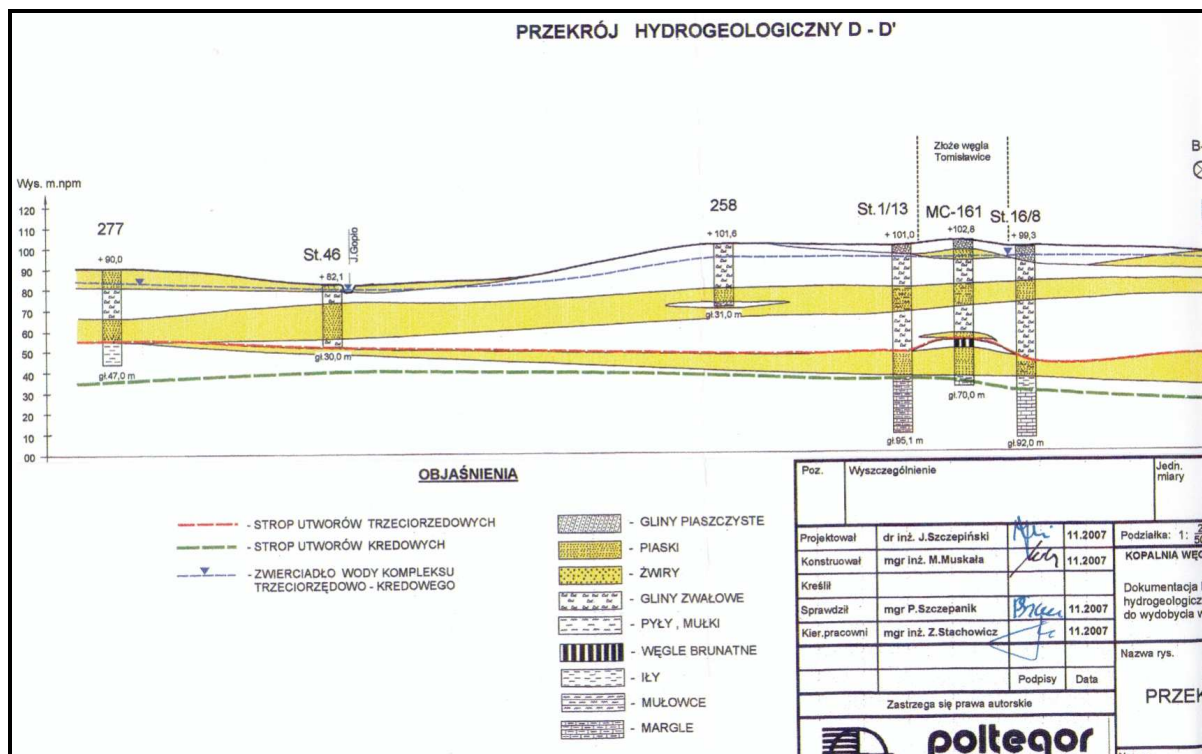 PRZEKRÓJ HYDROGEOLOGICZNY D - D'
Złoże węgla
Tomisławice
B-
Wys. m.npm
277
St.46
J.Gopło
258
St.1/13
MC-161
St.16/8
+ 90,0
+ 82,1
+ 101,6
+ 101,0
+ 102,8
+ 99,3
120
110
100
90
80
70
60
50
40
30
20
10
00
gł.47,0 m
gł.30,0 m
gł.31,0 m
gł.95,1 m
gł.70,0 m
gł.92,0 m
OBJAŚNIENIA
- STROP UTWORÓW TRZECIORZEDOWYCH
- STROP UTWORÓW KREDOWYCH
- ZWIERCIADŁO WODY KOMPLEKSU
TRZECIORZĘDOWO - KREDOWEGO
- GLINY PIASZCZYSTE
- PIASKI
- ŻWIRY
- GLINY ZWAŁOWE
- PYŁY , MUŁKI
- WĘGLE BRUNATNE
- IŁY
- MUŁOWCE
- MARGLE
Poz. Wyszczególnienie Jedn.
miary
Projektował dr inż. J.Szczepiński 11.2007 Podziałka: 1:
Konstruował mgr inż. M.Muskała 11.2007 KOPALNIA WĘG
Kreślił
Sprawdził mgr P.Szczepanik 11.2007
Kier.pracowni mgr inż. Z.Stachowicz 11.2007
Dokumentacja
hydrogeologicz
do wydobycia w
Nazwa rys.
Podpisy Data
PRZEK
Zastrzega się prawa autorskie
poltegor